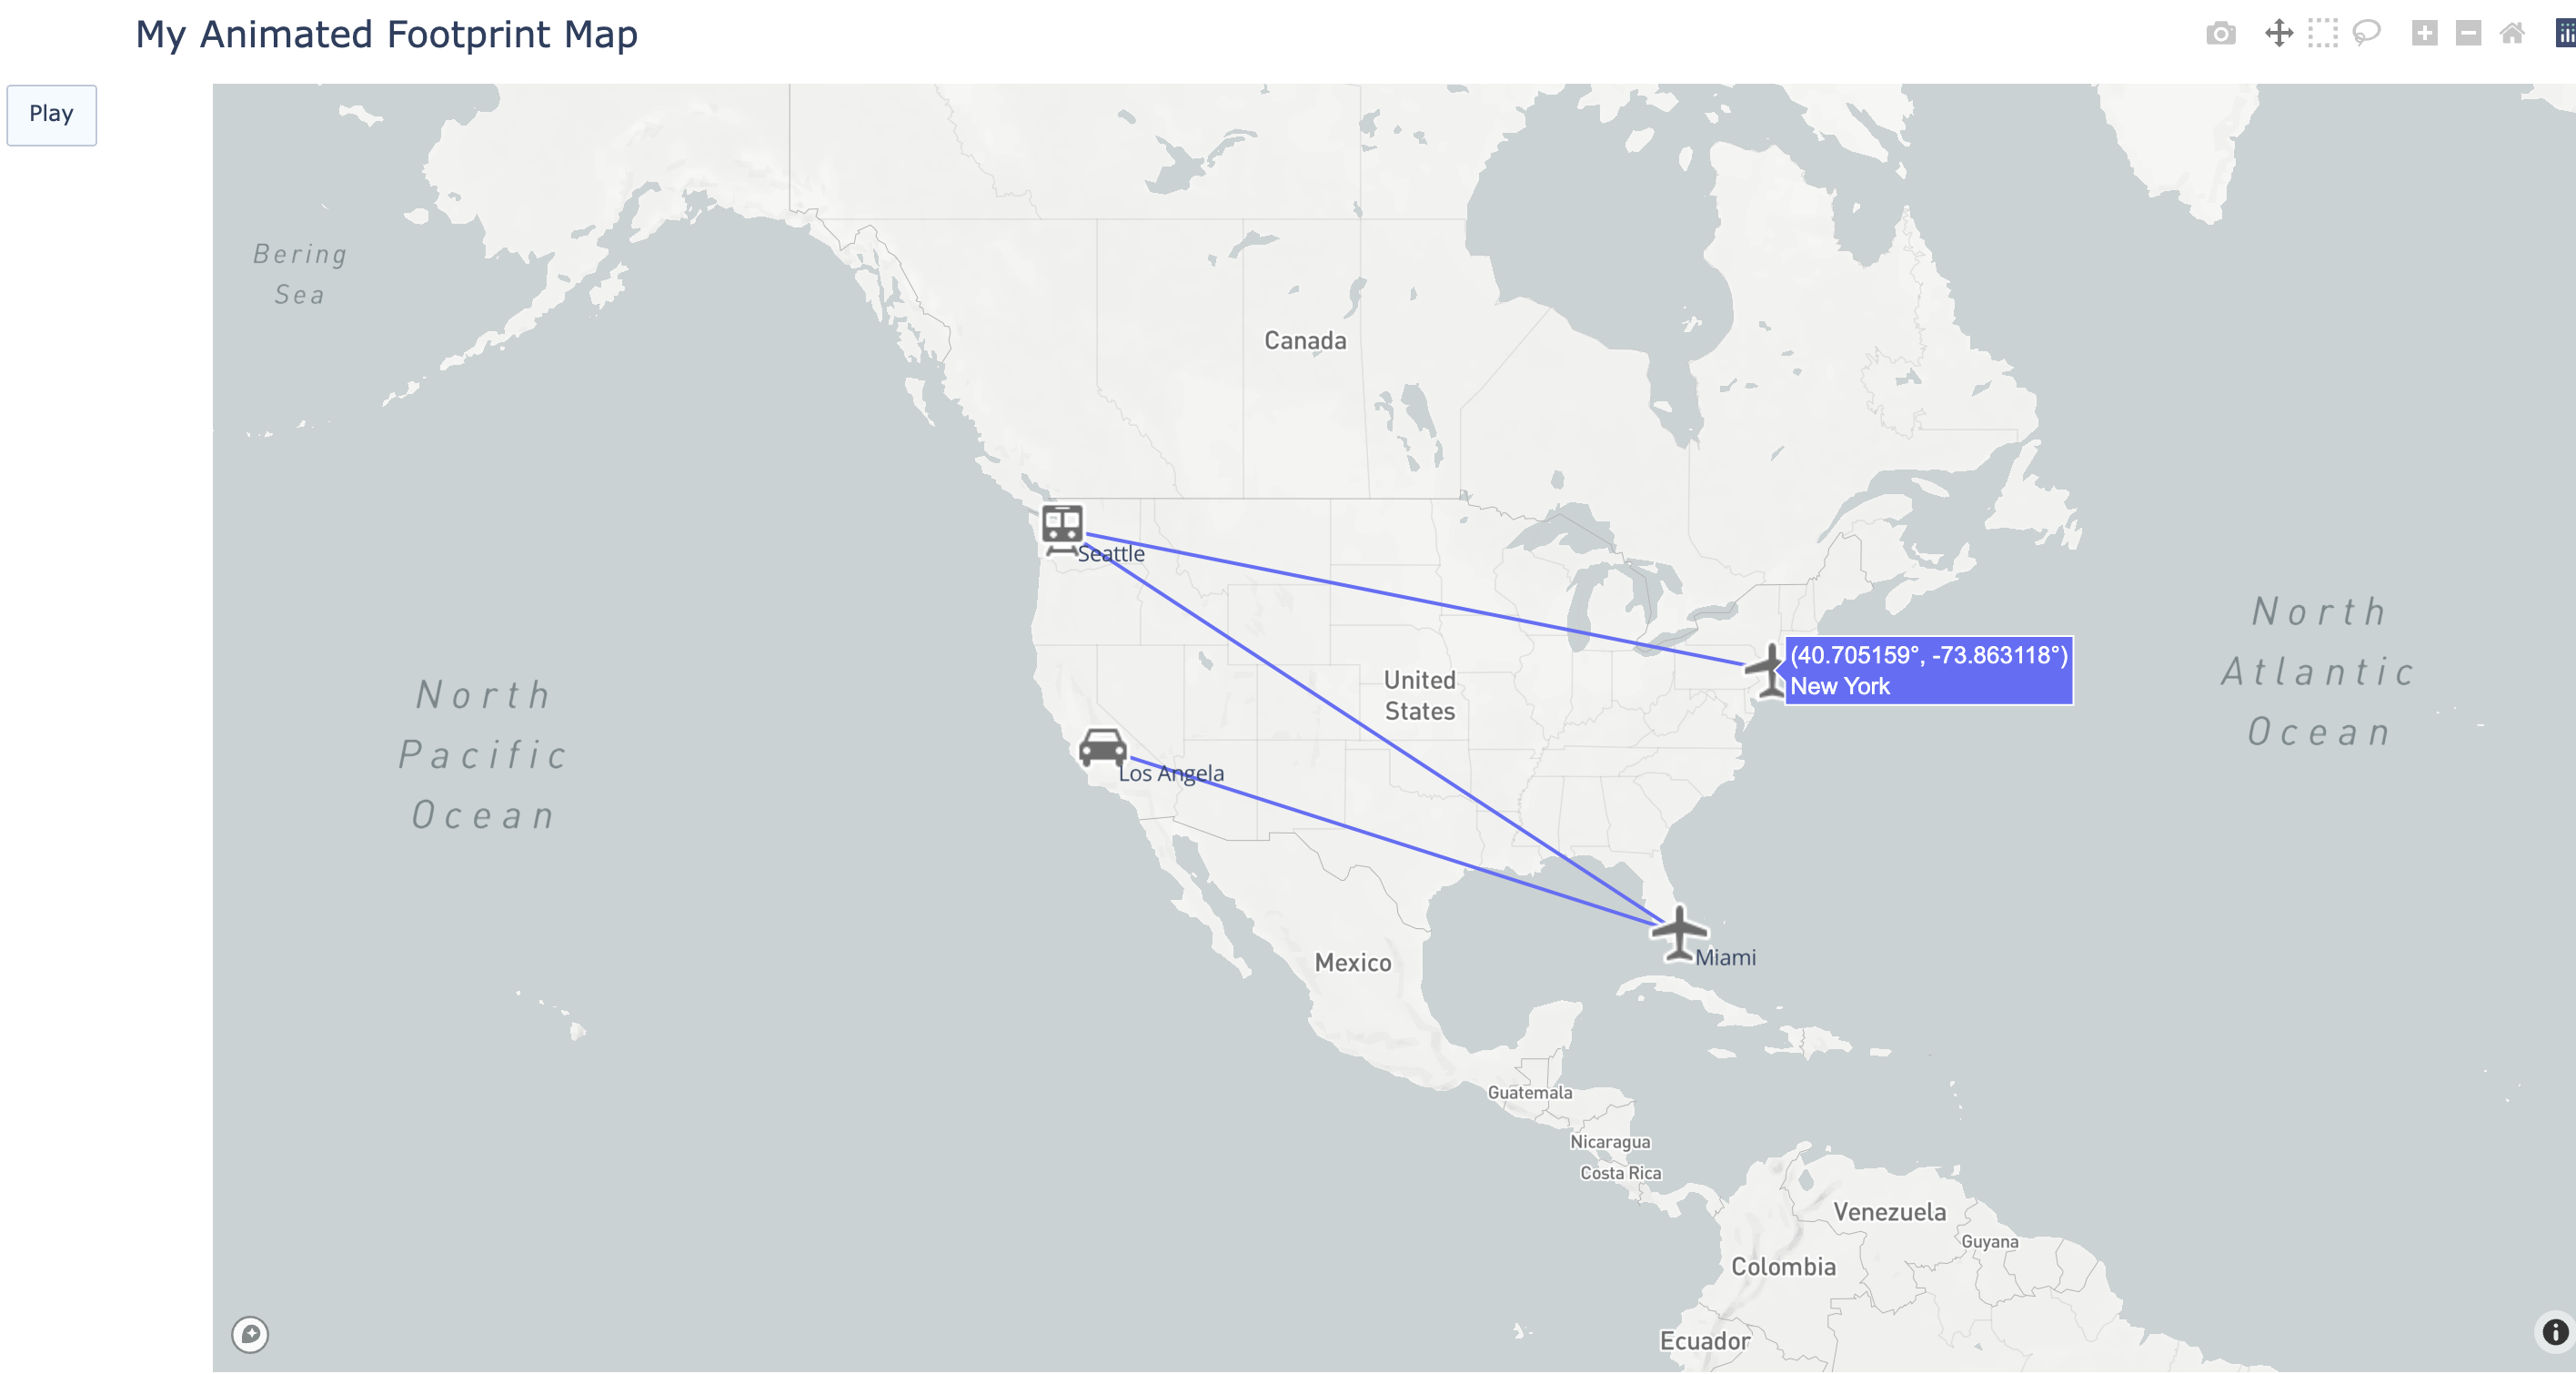 My Animated Footprint Map
Play
Bering
Sea
Canada
Seattle
North
Pacific
Ocean
United
States
(40.705159°, -73.863118°)
New York
North
Atlantic
Ocean
Los Angela
Miami
Mexico
Guatemala
Nicaragua
Costa Rica
Venezuela
Guyana
Colombia
Ecuador